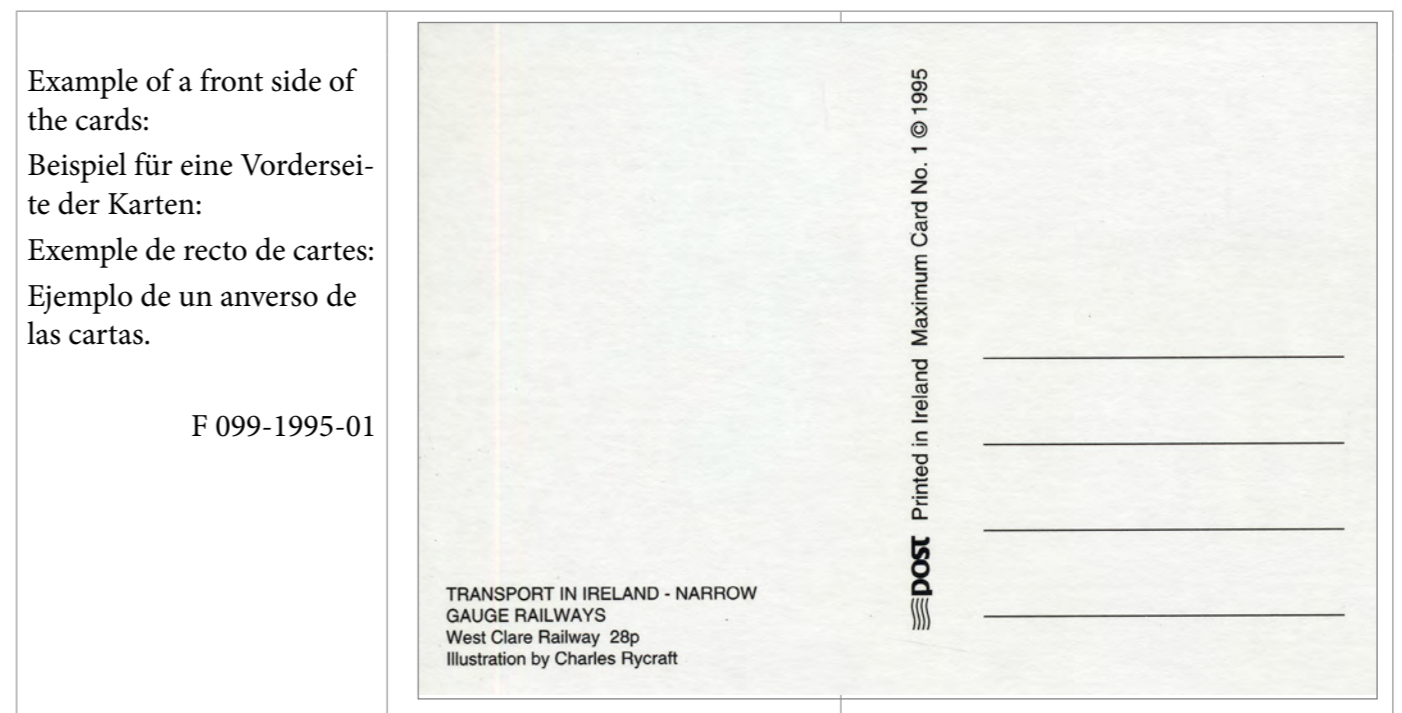 Example of a front side of
the cards:
Beispiel für eine Vordersei-
te der Karten:
Exemple de recto de cartes:
Ejemplo de un anverso de
las cartas.
F 099-1995-01
TRANSPORT IN IRELAND - NARROW
GAUGE RAILWAYS
West Clare Railway 28p
Illustration by Charles Rycraft
post Printed in Ireland Maximum Card No. 1 © 1995